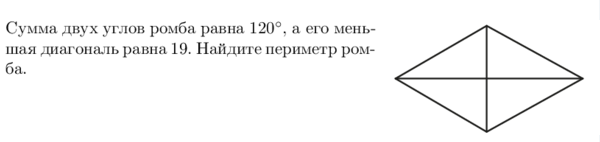 Сумма двух углов ромба равна 120°, а его мень-
шая диагональ равна 19. Найдите периметр ром-
ба.